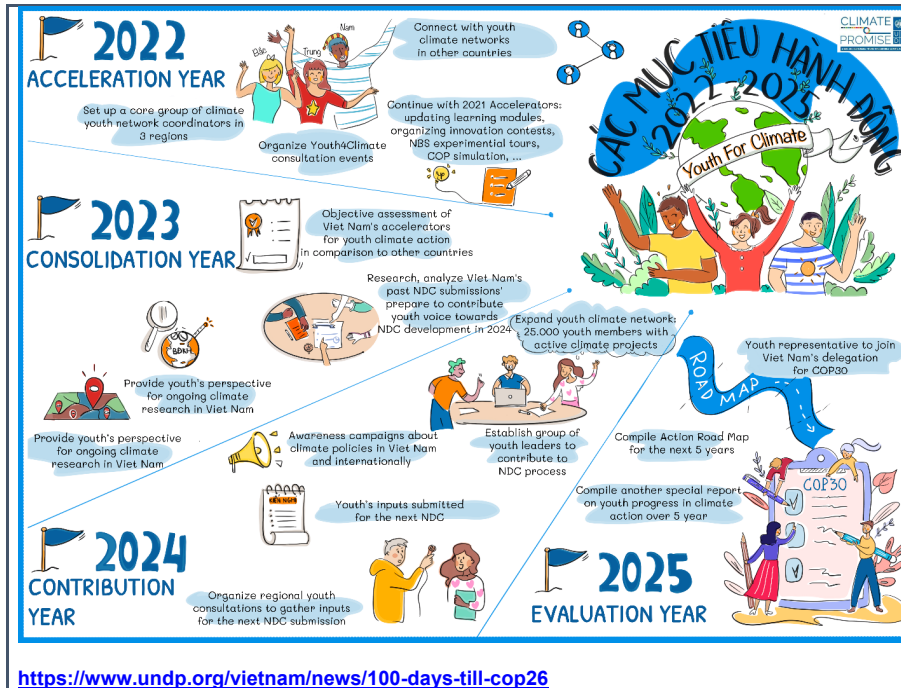 2022
ACCELERATION YEAR
Set up a core group of climate
youth network coordinators in
3 regions
Bắc
Trung
Nam
Organize Youth4Climate
consultation events
Connect with youth
climate networks
in other countries
Continue with 2021 Accelerators:
updating learning modules,
organizing innovation contests,
NBS experimential tours,
COP simulation, ...
CÁC MỤC TIÊU HÀNH ĐỘNG
2022 - 2025
Youth For Climate
CLIMATE
PROMISE
2023
CONSOLIDATION YEAR
Objective assessment of
Viet Nam's accelerators
for youth climate action
in comparison to other countries
Research, analyze Viet Nam's
past NDC submissions'
prepare to contribute
youth voice towards
NDC development in 2024
BĐKH
Provide youth's perspective
for ongoing climate
research in Viet Nam
Provide youth's perspective
for ongoing climate
research in Viet Nam
2024
CONTRIBUTION
YEAR
Expand youth climate network:
25.000 youth members with
active climate projects
Establish group of
youth leaders to
contribute to
NDC process
Awareness campaigns about
climate policies in Viet Nam
and internationally
KIẾN NGHỊ
Youth's inputs submitted
for the next NDC
Organize regional youth
consultations to gather inputs
for the next NDC submission
2025
EVALUATION YEAR
ROAD MAP
Youth representative to join
Viet Nam's delegation
for COP30
Compile Action Road Map
for the next 5 years
Compile another special report
on youth progress in climate
action over 5 year
COP30
https://www.undp.org/vietnam/news/100-days-till-cop26